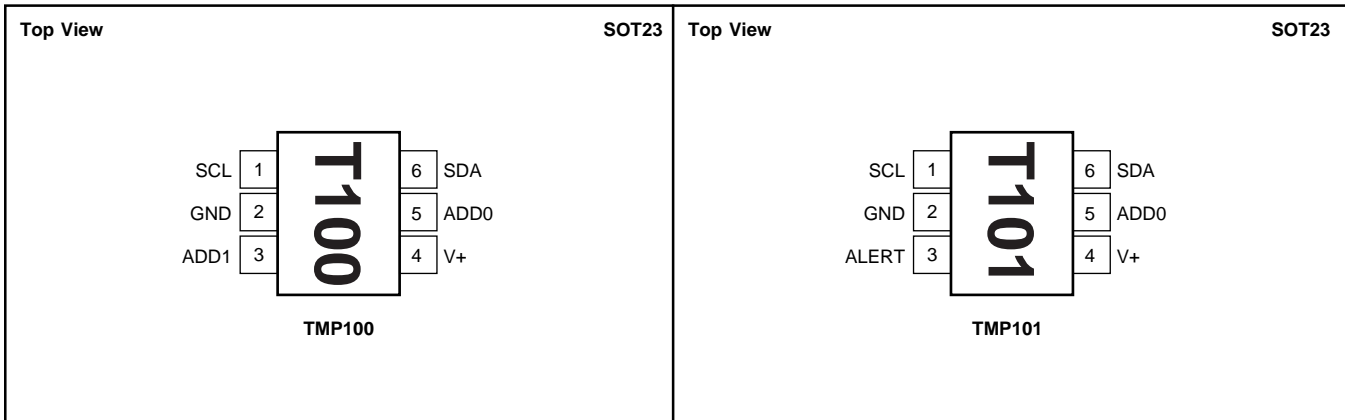 Top View SOT23
SCL 1 6 SDA
GND 2 5 ADD0
ADD1 3 4 V+
T100
TMP100
Top View SOT23
SCL 1 6 SDA
GND 2 5 ADD0
ALERT 3 4 V+
T101
TMP101